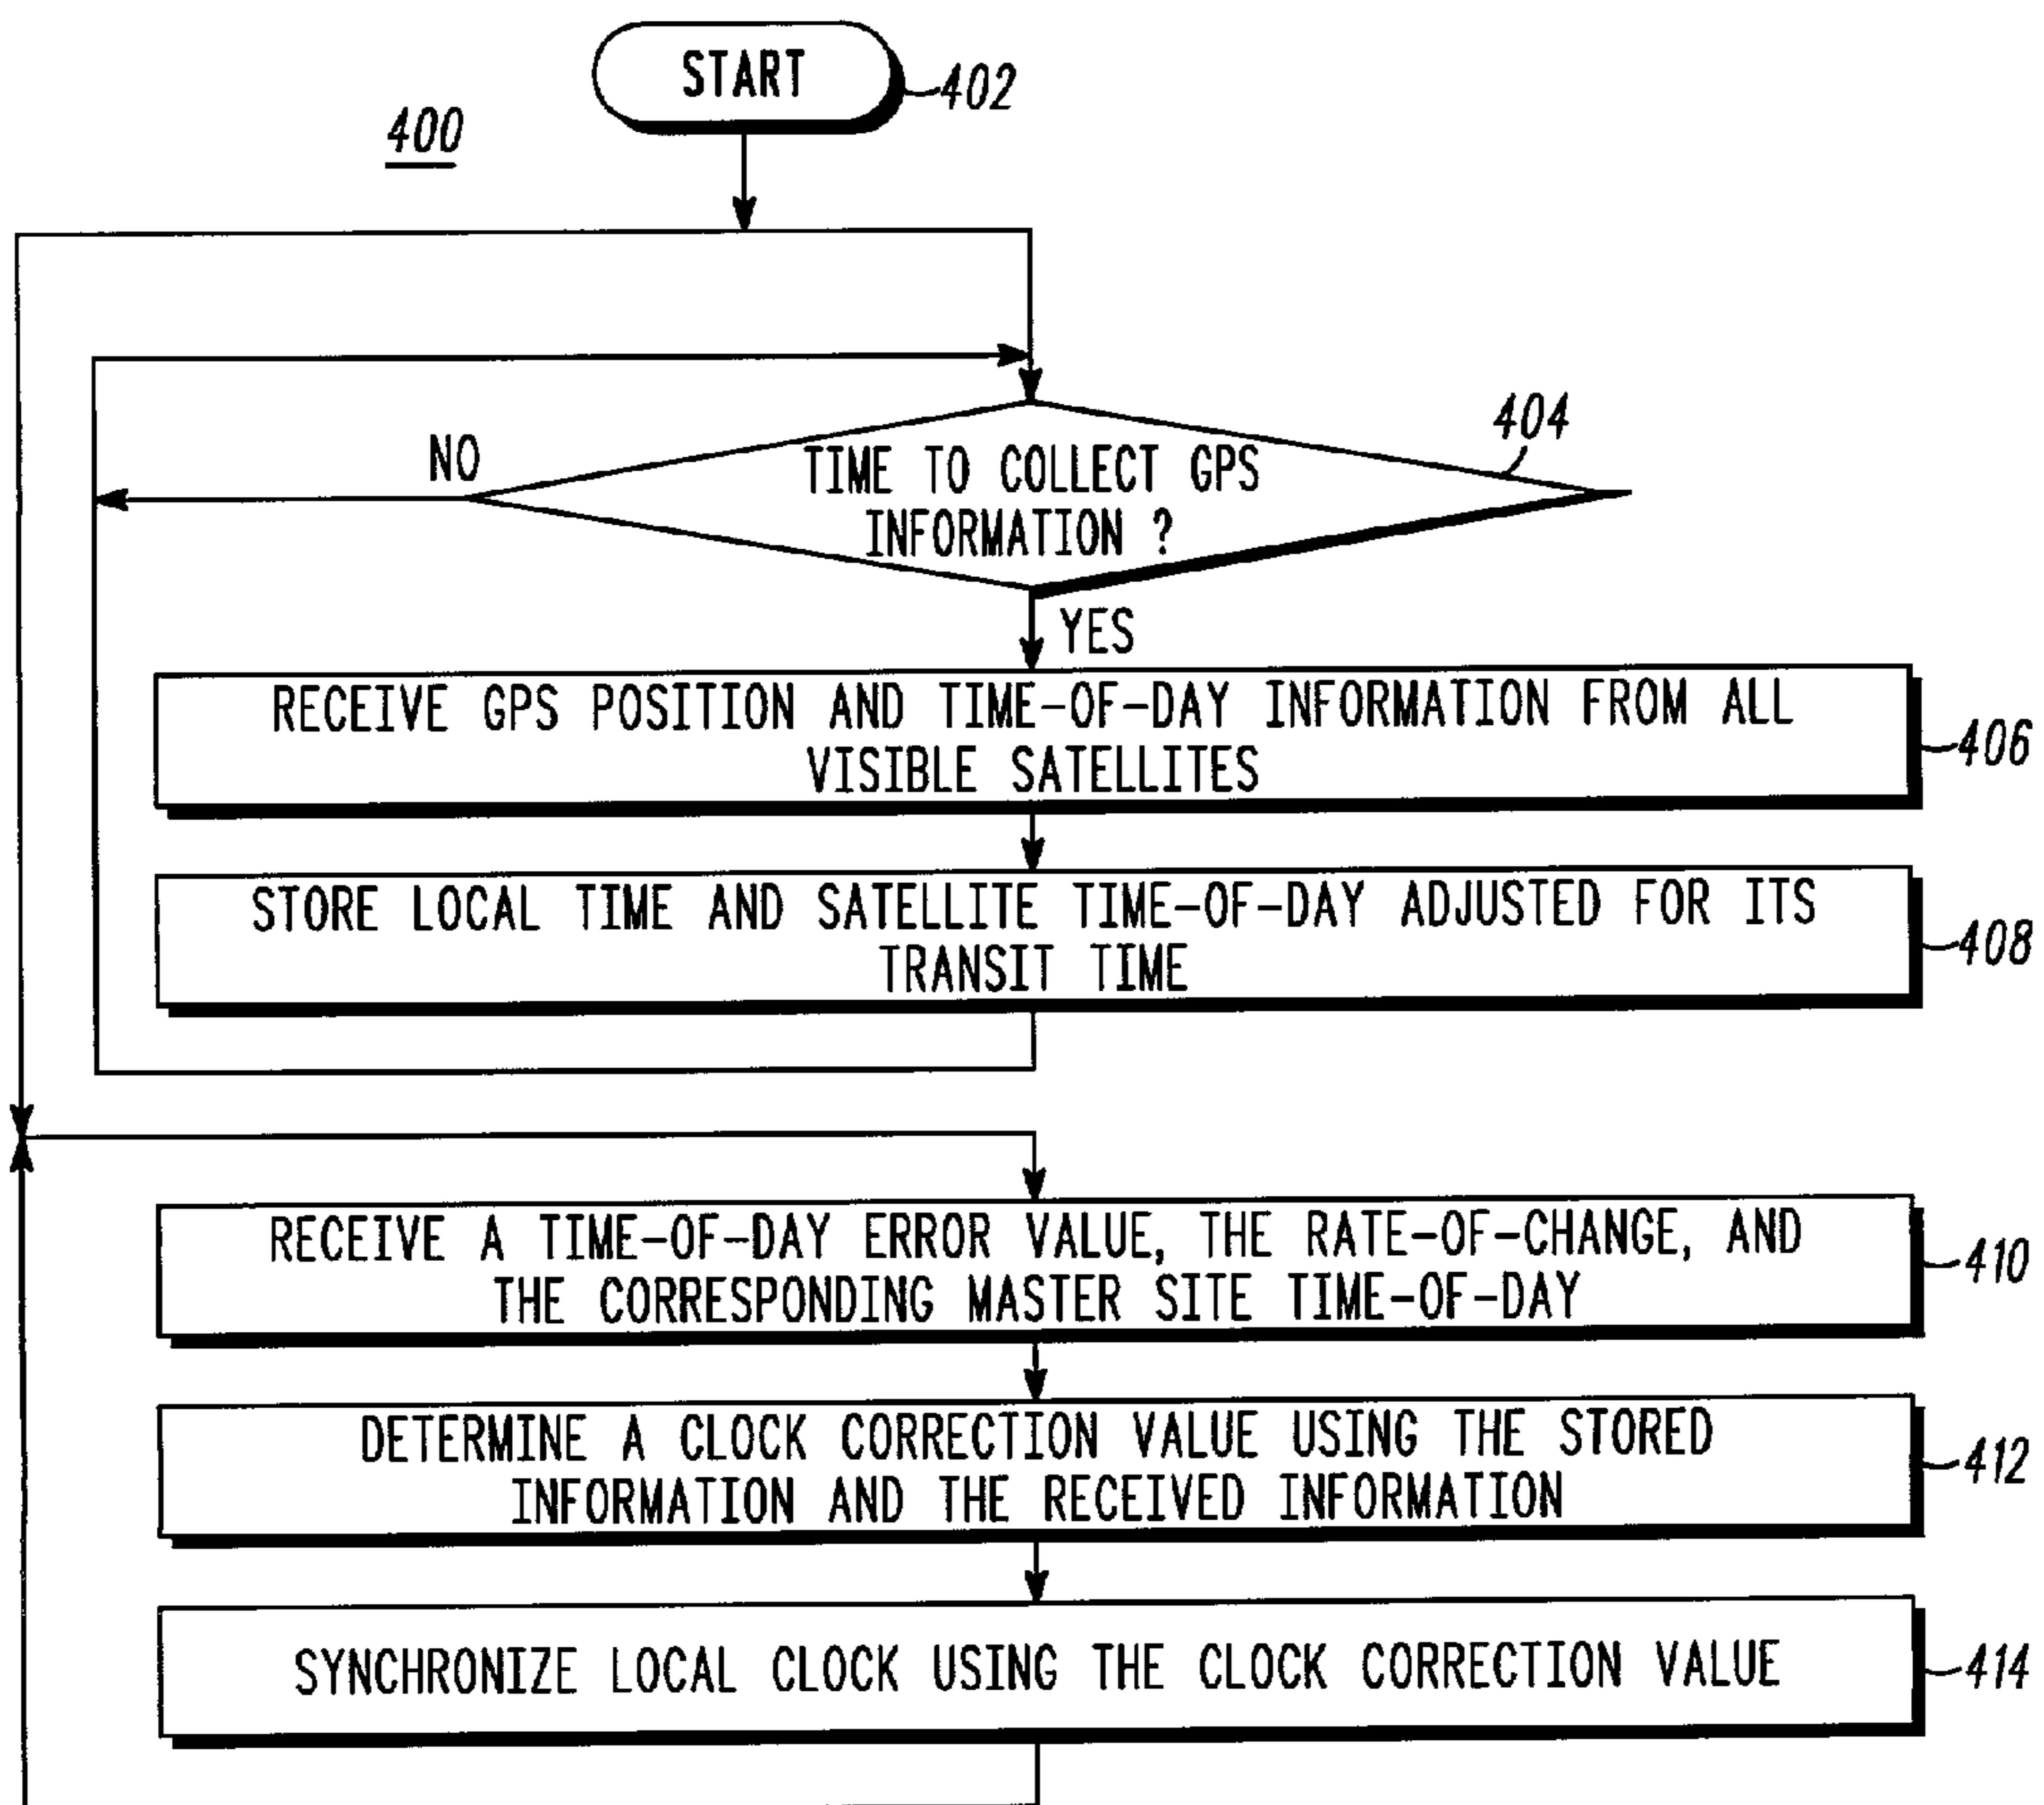 START
402
400
404
NO
TIME TO COLLECT GPS
INFORMATION ?
YES
RECEIVE GPS POSITION AND TIME-OF-DAY INFORMATION FROM ALL
VISIBLE SATELLITES
406
STORE LOCAL TIME AND SATELLITE TIME-OF-DAY ADJUSTED FOR ITS
TRANSIT TIME
408
RECEIVE A TIME-OF-DAY ERROR VALUE, THE RATE-OF-CHANGE, AND
THE CORRESPONDING MASTER SITE TIME-OF-DAY
410
DETERMINE A CLOCK CORRECTION VALUE USING THE STORED
INFORMATION AND THE RECEIVED INFORMATION
412
SYNCHRONIZE LOCAL CLOCK USING THE CLOCK CORRECTION VALUE
414